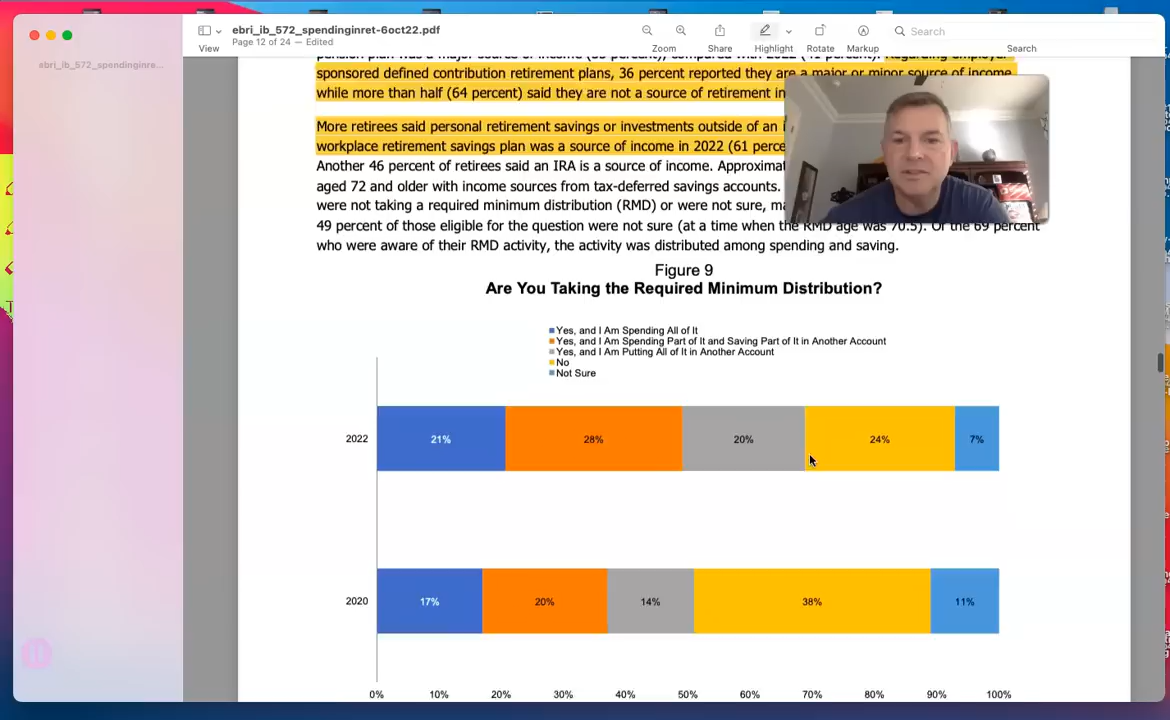 ebri_ib_572_spendinginret-6oct22.pdf
Page 12 of 24 – Edited
View
Zoom
Share
Highlight
Rotate
Markup
Search
Search
ebri_ib_572_spendinginre...
sponsored defined contribution retirement plans, 36 percent reported they are a major or minor source of income
while more than half (64 percent) said they are not a source of retirement in
More retirees said personal retirement savings or investments outside of an
workplace retirement savings plan was a source of income in 2022 (61 perce
Another 46 percent of retirees said an IRA is a source of income. Approximat
aged 72 and older with income sources from tax-deferred savings accounts.
were not taking a required minimum distribution (RMD) or were not sure, ma
49 percent of those eligible for the question were not sure (at a time when the RMD age was 70.5). Of the 69 percent
who were aware of their RMD activity, the activity was distributed among spending and saving.
Figure 9
Are You Taking the Required Minimum Distribution?
Yes, and I Am Spending All of It
Yes, and I Am Spending Part of It and Saving Part of It in Another Account
Yes, and I Am Putting All of It in Another Account
No
Not Sure
2022 21% 28% 20% 24% 7%
2020 17% 20% 14% 38% 11%
0% 10% 20% 30% 40% 50% 60% 70% 80% 90% 100%